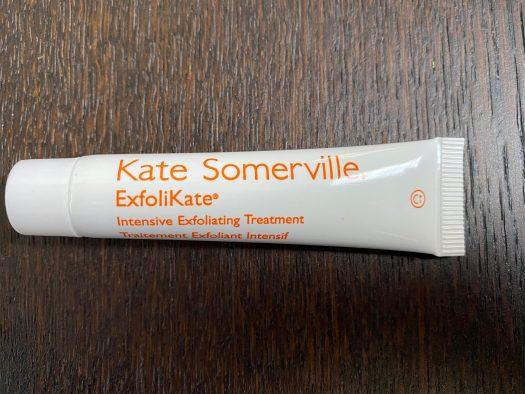 Kate Somerville®
ExfoliKate®
Intensive Exfoliating Treatment
Traitement Exfoliant Intensif